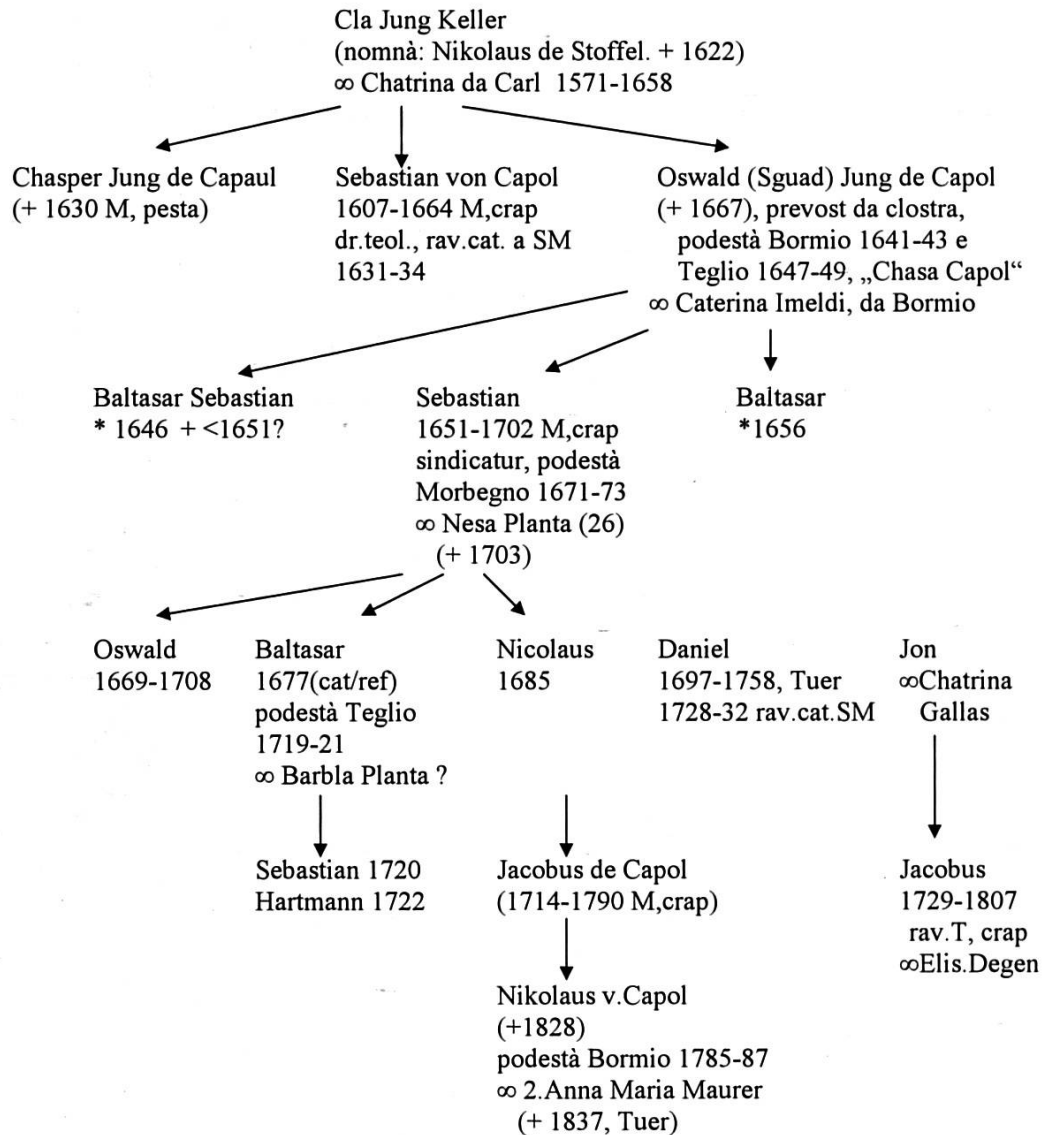 Cla Jung Keller
(nomnà: Nikolaus de Stoffel. + 1622)
∞ Chatrina da Carl 1571-1658
Chasper Jung de Capaul
(+ 1630 M, pesta)
Sebastian von Capol
1607-1664 M,crap
dr.teol., rav.cat. a SM
1631-34
Oswald (Sguad) Jung de Capol
(+ 1667), prevost da clostra,
podestà Bormio 1641-43 e
Teglio 1647-49, „Chasa Capol“
∞ Caterina Imeldi, da Bormio
Baltasar Sebastian
* 1646 + <1651?
Sebastian
1651-1702 M,crap
sindicatur, podestà
Morbegno 1671-73
∞ Nesa Planta (26)
(+ 1703)
Baltasar
*1656
Oswald
1669-1708
Baltasar
1677(cat/ref)
podestà Teglio
1719-21
∞ Barbla Planta ?
Nicolaus
1685
Daniel
1697-1758, Tuer
1728-32 rav.cat.SM
Jon
∞Chatrina
Gallas
Sebastian 1720
Hartmann 1722
Jacobus de Capol
(1714-1790 M,crap)
Jacobus
1729-1807
rav.T, crap
∞Elis.Degen
Nikolaus v.Capol
(+1828)
podestà Bormio 1785-87
∞ 2.Anna Maria Maurer
(+ 1837, Tuer)